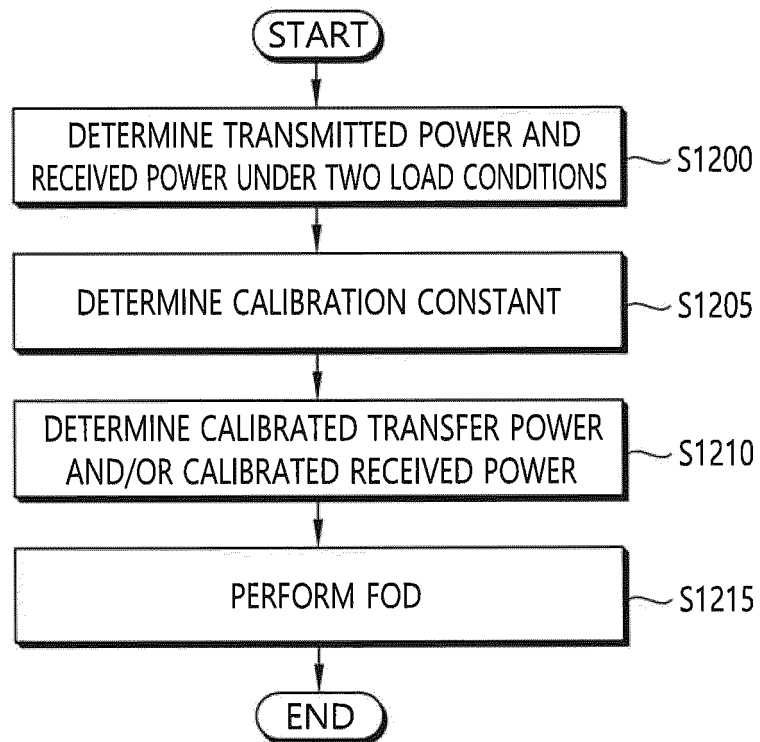 START
DETERMINE TRANSMITTED POWER AND
RECEIVED POWER UNDER TWO LOAD CONDITIONS
S1200
DETERMINE CALIBRATION CONSTANT
S1205
DETERMINE CALIBRATED TRANSFER POWER
AND/OR CALIBRATED RECEIVED POWER
S1210
PERFORM FOD
S1215
END